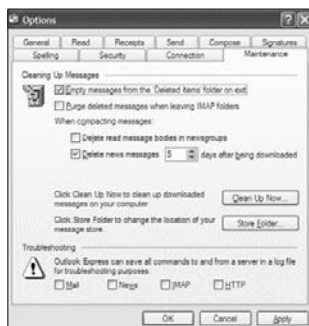 Options
General Read Receipts Send Compose Signatures
Spelling Security Connection Maintenance
Cleaning Up Messages
Empty messages from the 'Deleted Items' folder on exit
Purge deleted messages when leaving IMAP folders
When compacting messages:
Delete read message bodies in newsgroups
Delete news messages 5 days after being downloaded
Click Clean Up Now to clean up downloaded
messages on your computer.
Clean Up Now...
Click Store Folder to change the location of your
message store.
Store Folder...
Troubleshooting
Outlook Express can save all commands to and from a server in a log file
for troubleshooting purposes:
Mail News IMAP HTTP
OK Cancel Apply